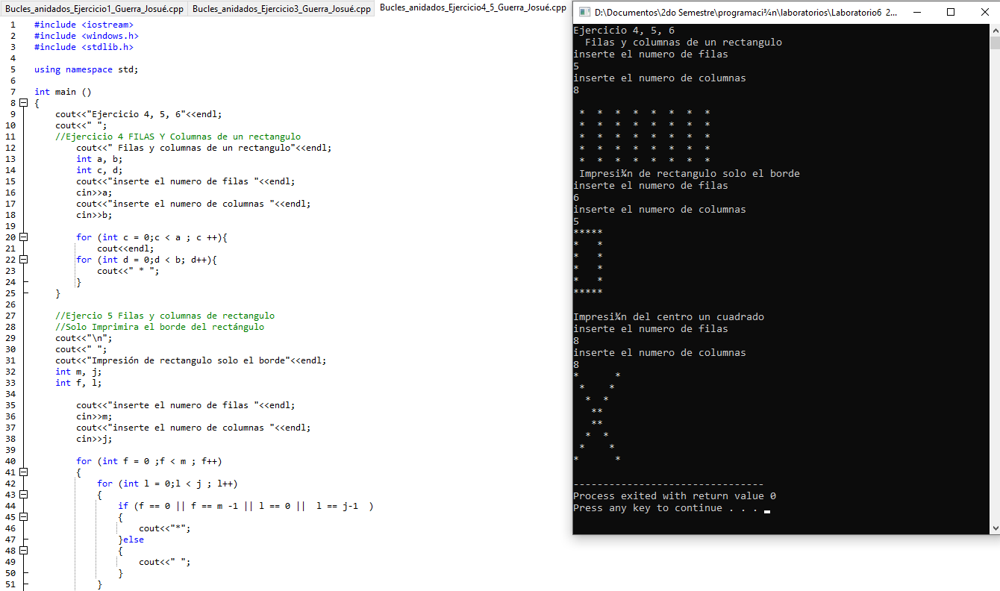 Bucles_anidados_Ejercicio1_Guerra_Josué.cpp Bucles_anidados_Ejercicio3_Guerra_Josué.cpp Bucles_anidados_Ejercicio4_5_Guerra_Josué.cpp
1 #include <iostream>
2 #include <windows.h>
3 #include <stdlib.h>
4
5 using namespace std;
6
7 int main ()
8 {
9 cout<<"Ejercicio 4, 5, 6"<<endl;
10 cout<<" ";
11 //Ejercicio 4 FILAS Y Columnas de un rectangulo
12 cout<<" Filas y columnas de un rectangulo"<<endl;
13 int a, b;
14 int c, d;
15 cout<<"inserte el numero de filas "<<endl;
16 cin>>a;
17 cout<<"inserte el numero de columnas "<<endl;
18 cin>>b;
19
20 for (int c = 0;c < a ; c ++){
21 cout<<endl;
22 for (int d = 0;d < b; d++){
23 cout<<" * ";
24 }
25 }
26
27 //Ejercio 5 Filas y columnas de rectangulo
28 //Solo Imprimira el borde del rectángulo
29 cout<<"\n";
30 cout<<" ";
31 cout<<"Impresión de rectangulo solo el borde"<<endl;
32 int m, j;
33 int f, l;
34
35 cout<<"inserte el numero de filas "<<endl;
36 cin>>m;
37 cout<<"inserte el numero de columnas "<<endl;
38 cin>>j;
39
40 for (int f = 0 ;f < m ; f++)
41 {
42 for (int l = 0;l < j ; l++)
43 {
44 if (f == 0 || f == m -1 || l == 0 ||  l == j-1  )
45 {
46 cout<<"*";
47 }else
48 {
49 cout<<" ";
50 }
51 }
D:\Documentos\2do Semestre\programaci¾n\laboratorios\Laboratorio6 2...
Ejercicio 4, 5, 6
  Filas y columnas de un rectangulo
inserte el numero de filas
5
inserte el numero de columnas
8
 *  *  *  *  *  *  *  *
 *  *  *  *  *  *  *  *
 *  *  *  *  *  *  *  *
 *  *  *  *  *  *  *  *
 *  *  *  *  *  *  *  *
 Impresi¾n de rectangulo solo el borde
inserte el numero de filas
6
inserte el numero de columnas
5
*****
*   *
*   *
*   *
*   *
*****
Impresi¾n del centro un cuadrado
inserte el numero de filas
8
inserte el numero de columnas
8
*      *
 *    *
  *  *
   **
   **
  *  *
 *    *
*      *
--------------------------------
Process exited with return value 0
Press any key to continue . . .